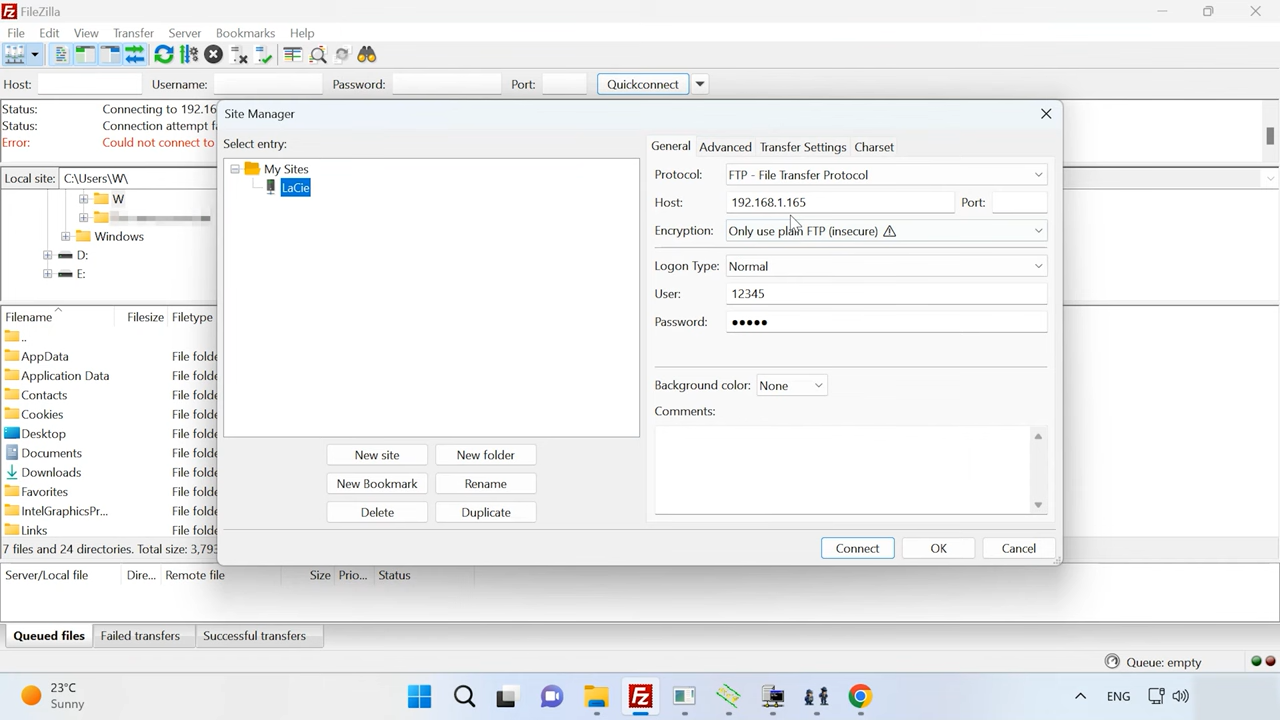 FileZilla
File Edit View Transfer Server Bookmarks Help
Host: Username: Password: Port: Quickconnect
Status: Connecting to 192.16
Status: Connection attempt f
Error: Could not connect to
Local site: C:\Users\W\
W
Windows
D:
E:
Filename Filesize Filetype
..
AppData File folde
Application Data File folde
Contacts File folde
Cookies File folde
Desktop File folde
Documents File folde
Downloads File folde
Favorites File folde
IntelGraphicsPr... File folde
Links File folde
7 files and 24 directories. Total size: 3,793
Site Manager
Select entry:
My Sites
LaCie
New site New folder
New Bookmark Rename
Delete Duplicate
General Advanced Transfer Settings Charset
Protocol: FTP - File Transfer Protocol
Host: 192.168.1.165 Port:
Encryption: Only use plain FTP (insecure)
Logon Type: Normal
User: 12345
Password: •••••
Background color: None
Comments:
Connect OK Cancel
Server/Local file Dire... Remote file Size Prio... Status
Queued files Failed transfers Successful transfers
Queue: empty
23°C
Sunny
ENG